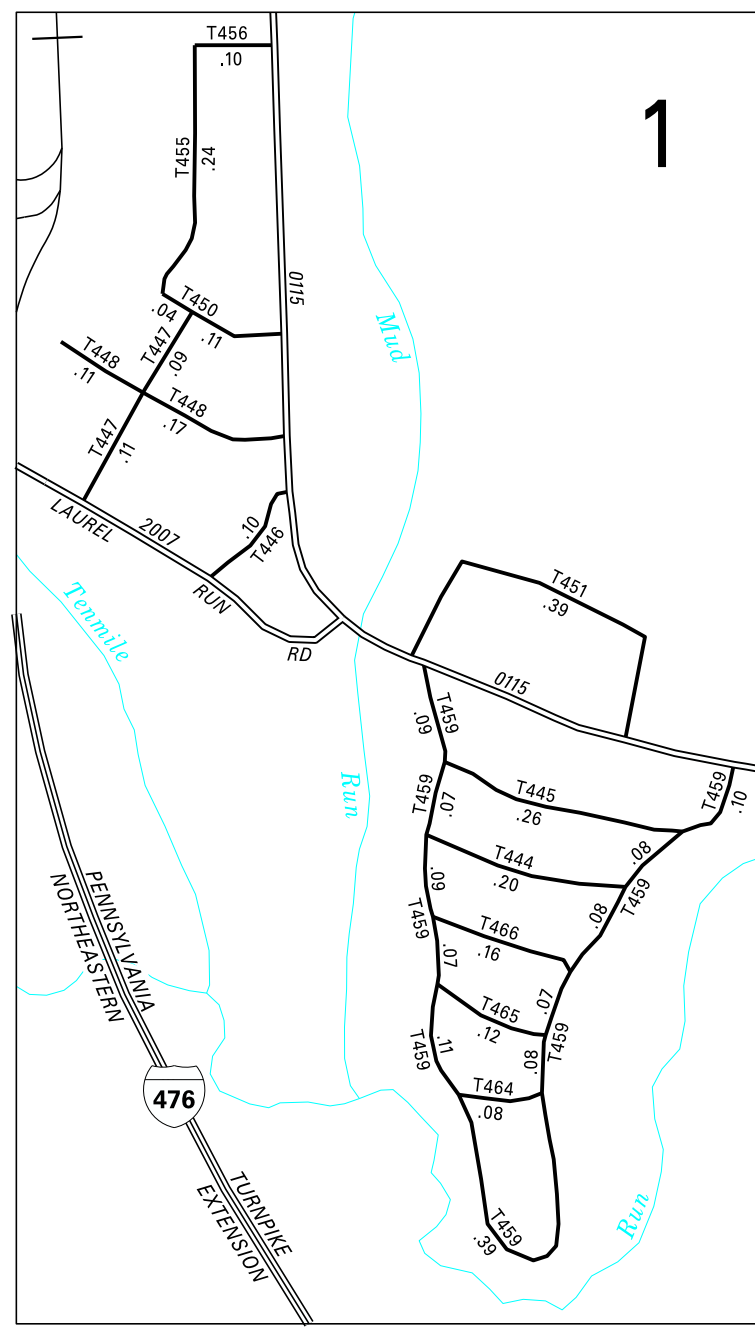 T456
.10
1
T455
.24
0115
T450
.04
.11
T447
.09
T448
.11
T448
.17
T447
.11
Mud
LAUREL
2007
RUN
RD
.10
T446
Tenmile
T451
.39
0115
T459
.09
T459
.07
T445
.26
T459
.10
Run
T444
.20
.08
T459
.09
T459
.08
T466
.16
.07
T465
.12
.07
T459
PENNSYLVANIA
NORTHEASTERN
.11
T459
.08
T464
.08
476
TURNPIKE
EXTENSION
T459
.39
Run